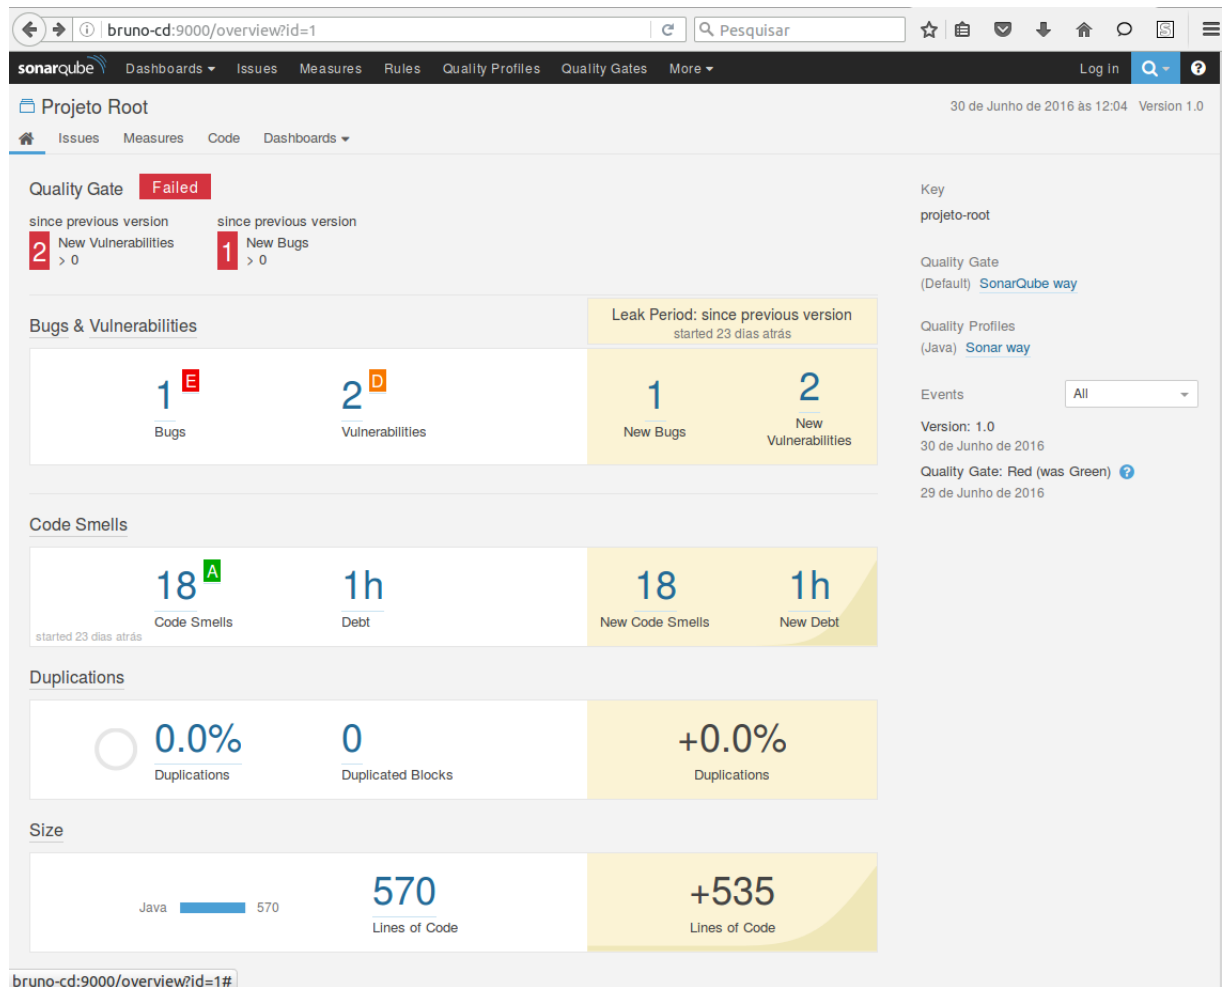 bruno-cd:9000/overview?id=1
Pesquisar
sonarqube Dashboards Issues Measures Rules Quality Profiles Quality Gates More Log in
Projeto Root
30 de Junho de 2016 às 12:04 Version 1.0
Issues Measures Code Dashboards
Quality Gate Failed
since previous version
2 New Vulnerabilities
> 0
since previous version
1 New Bugs
> 0
Key
projeto-root
Quality Gate
(Default) SonarQube way
Quality Profiles
(Java) Sonar way
Events All
Version: 1.0
30 de Junho de 2016
Quality Gate: Red (was Green) ?
29 de Junho de 2016
Bugs & Vulnerabilities
Leak Period: since previous version
started 23 dias atrás
1 E
Bugs
2 D
Vulnerabilities
1
New Bugs
2
New
Vulnerabilities
Code Smells
18 A
Code Smells
1h
Debt
started 23 dias atrás
18
New Code Smells
1h
New Debt
Duplications
0.0%
Duplications
0
Duplicated Blocks
+0.0%
Duplications
Size
Java 570
570
Lines of Code
+535
Lines of Code
bruno-cd:9000/overview?id=1#